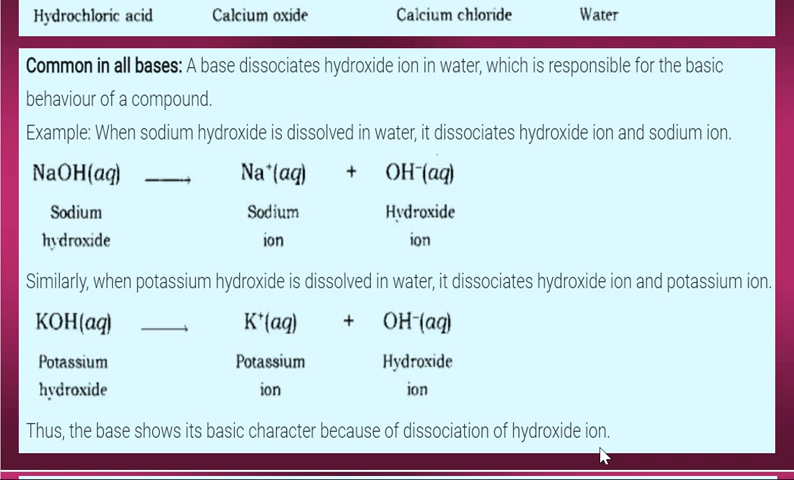 Hydrochloric acid Calcium oxide Calcium chloride Water
Common in all bases: A base dissociates hydroxide ion in water, which is responsible for the basic
behaviour of a compound.
Example: When sodium hydroxide is dissolved in water, it dissociates hydroxide ion and sodium ion.
NaOH(aq) ⟶ Na⁺(aq) + OH⁻(aq)
Sodium Sodium Hydroxide
hydroxide ion ion
Similarly, when potassium hydroxide is dissolved in water, it dissociates hydroxide ion and potassium ion.
KOH(aq) ⟶ K⁺(aq) + OH⁻(aq)
Potassium Potassium Hydroxide
hydroxide ion ion
Thus, the base shows its basic character because of dissociation of hydroxide ion.